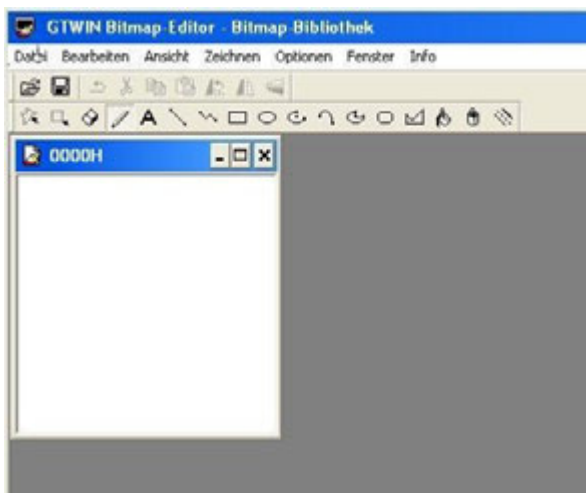 GTWIN Bitmap-Editor - Bitmap-Bibliothek
Datei Bearbeiten Ansicht Zeichnen Optionen Fenster Info
A
0000H